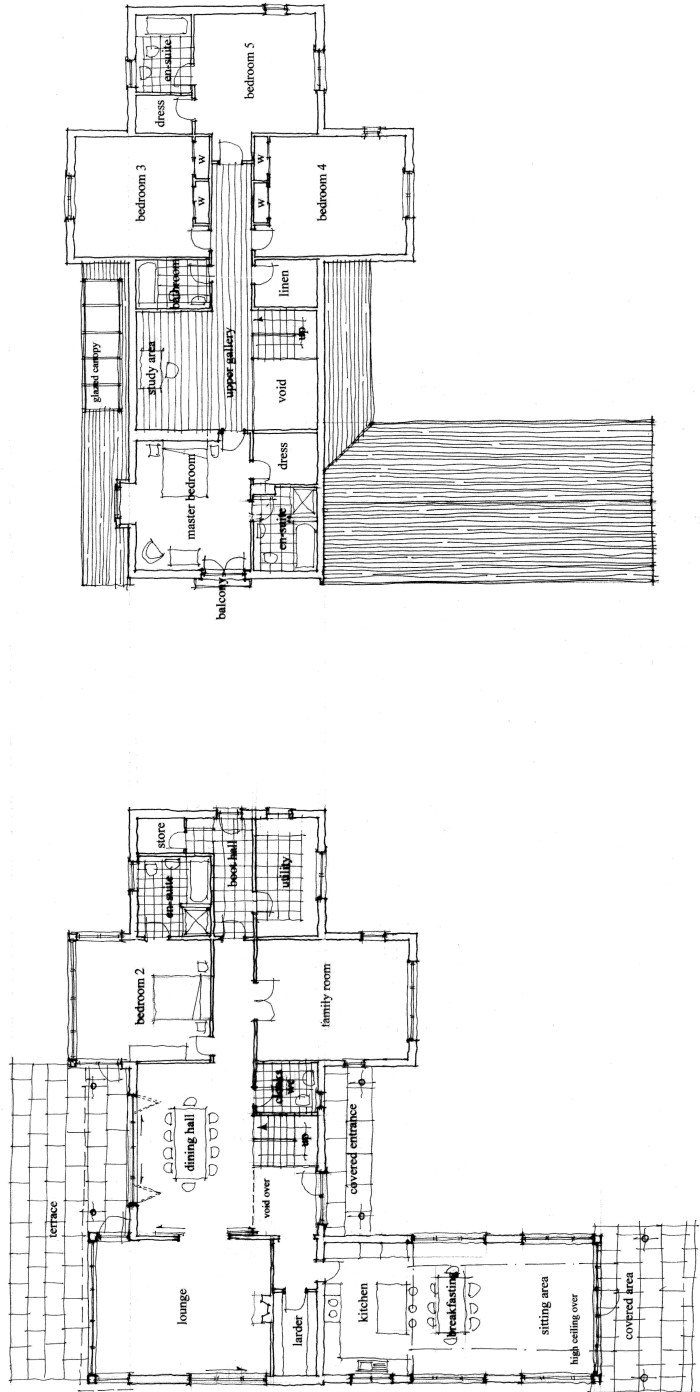 en-suite
bedroom 5
dress
bedroom 3
w
w
w
w
bedroom 4
bathroom
linen
glazed canopy
study area
upper gallery
up
void
master bedroom
dress
en-suite
balcony
store
en-suite
boot hall
utility
bedroom 2
family room
cloaks
wc
dining hall
up
covered entrance
terrace
void over
lounge
larder
kitchen
breakfasting
sitting area
high ceiling over
covered area